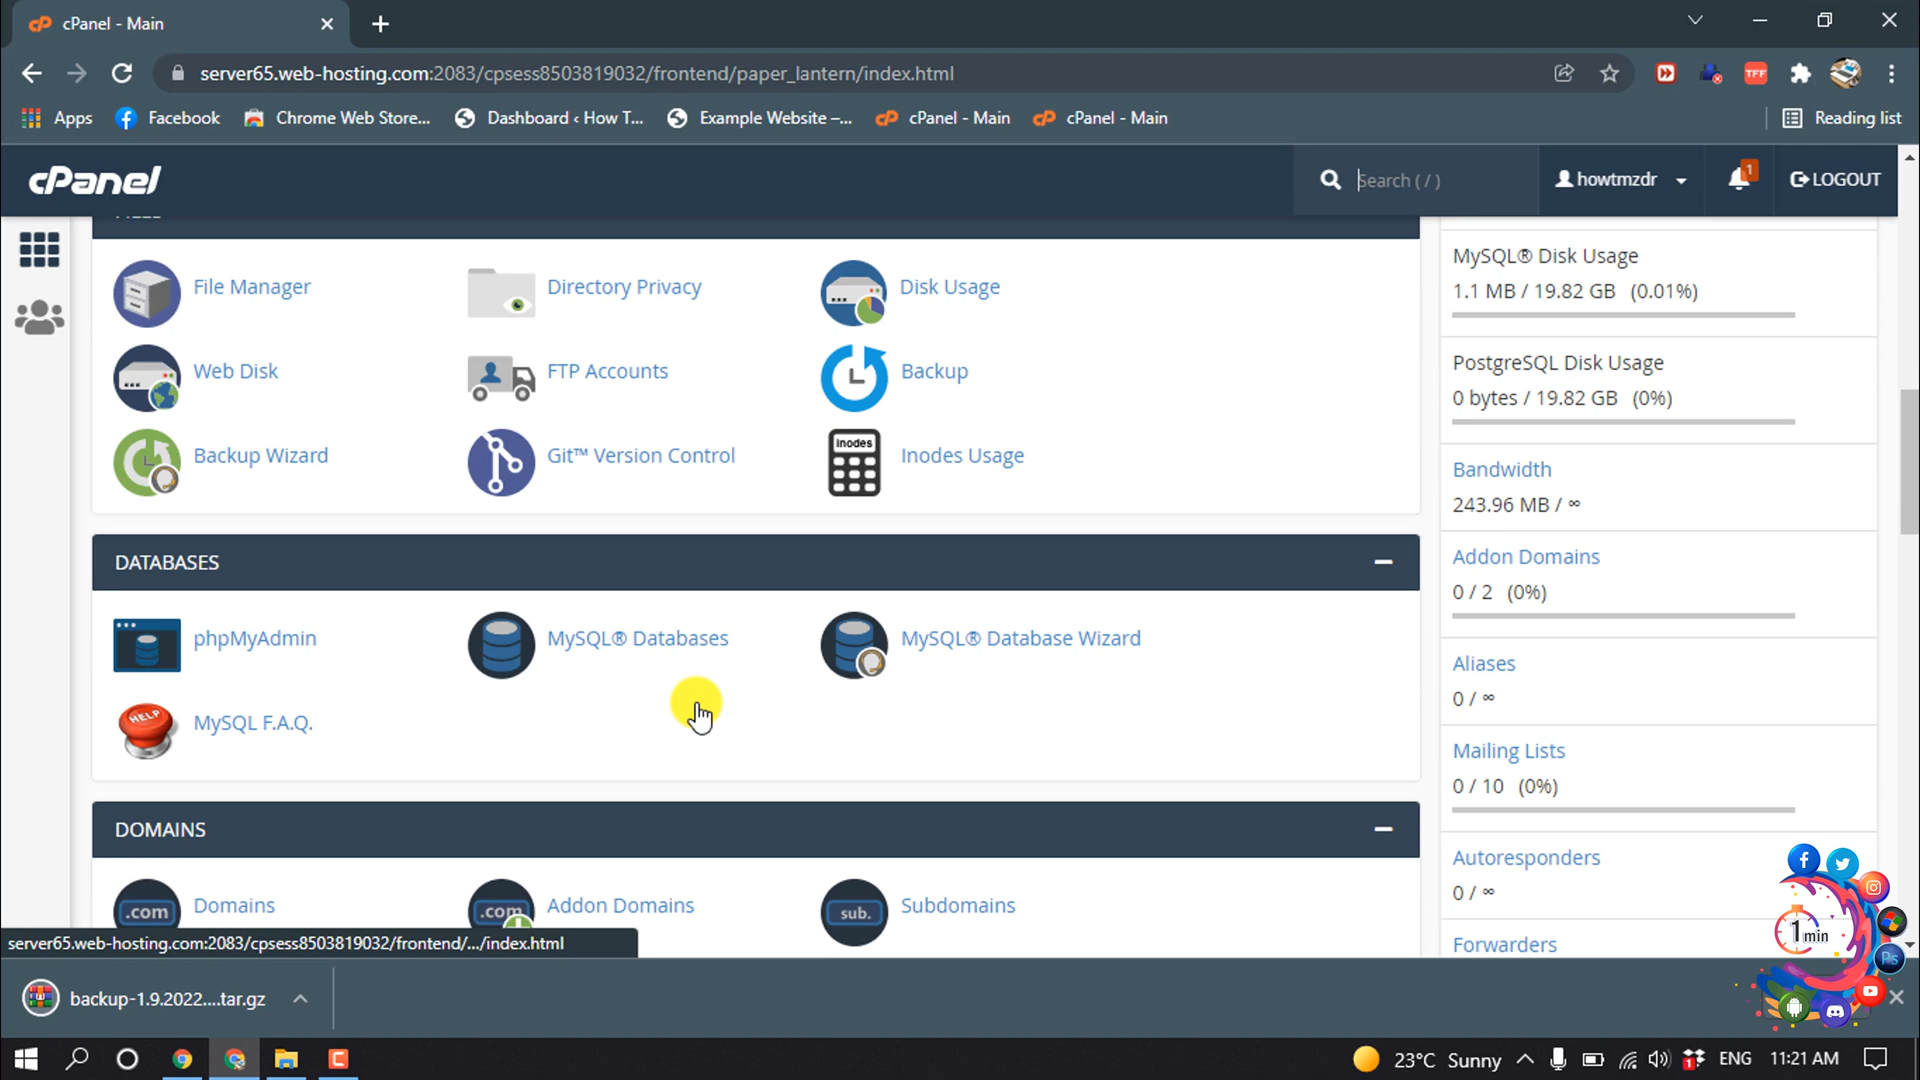 cPanel - Main
server65.web-hosting.com:2083/cpsess8503819032/frontend/paper_lantern/index.html
TFF
Apps
Facebook
Chrome Web Store...
Dashboard ‹ How T...
Example Website –...
cPanel - Main
cPanel - Main
Reading list
cPanel
Search ( / )
howtmzdr
1
LOGOUT
File Manager
Directory Privacy
Disk Usage
Web Disk
FTP Accounts
Backup
Backup Wizard
Git™ Version Control
inodes
Inodes Usage
DATABASES
phpMyAdmin
MySQL® Databases
MySQL® Database Wizard
HELP
MySQL F.A.Q.
DOMAINS
.com
Domains
.com
Addon Domains
sub.
Subdomains
MySQL® Disk Usage
1.1 MB / 19.82 GB (0.01%)
PostgreSQL Disk Usage
0 bytes / 19.82 GB (0%)
Bandwidth
243.96 MB / ∞
Addon Domains
0 / 2 (0%)
Aliases
0 / ∞
Mailing Lists
0 / 10 (0%)
Autoresponders
0 / ∞
Forwarders
1 min
Ps
server65.web-hosting.com:2083/cpsess8503819032/frontend/.../index.html
backup-1.9.2022....tar.gz
23°C Sunny
1
ENG
11:21 AM